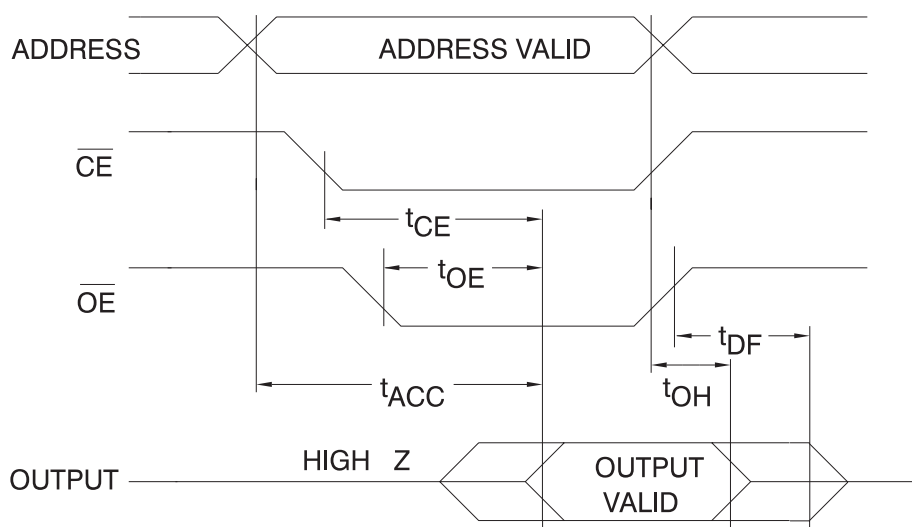 ADDRESS
ADDRESS VALID
CE
tCE
OE
tOE
tDF
tACC
tOH
OUTPUT
HIGH Z
OUTPUT
VALID